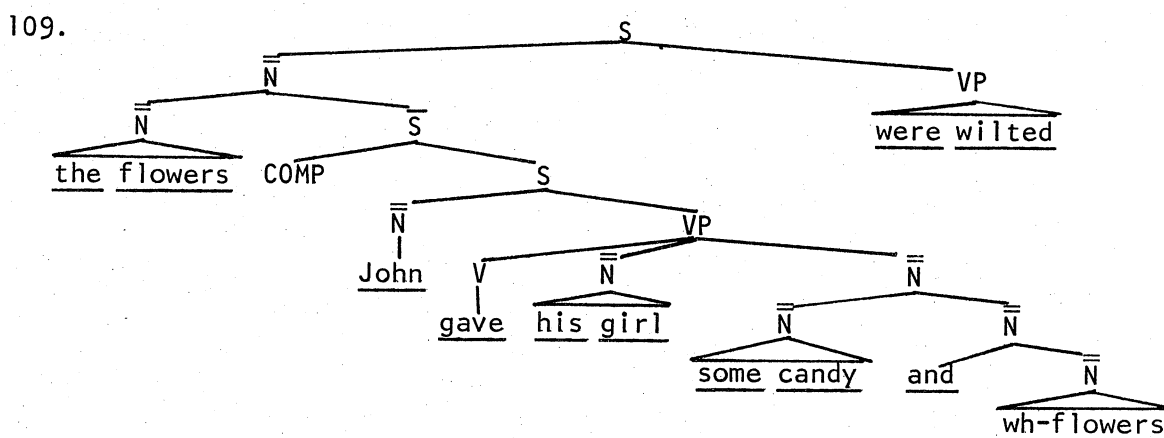 109. S
N̿ VP
N̿ S̄ were wilted
the flowers COMP S
N̿ VP
John V N̿ N̿
gave his girl N̿ N̿
some candy and N̿
wh-flowers